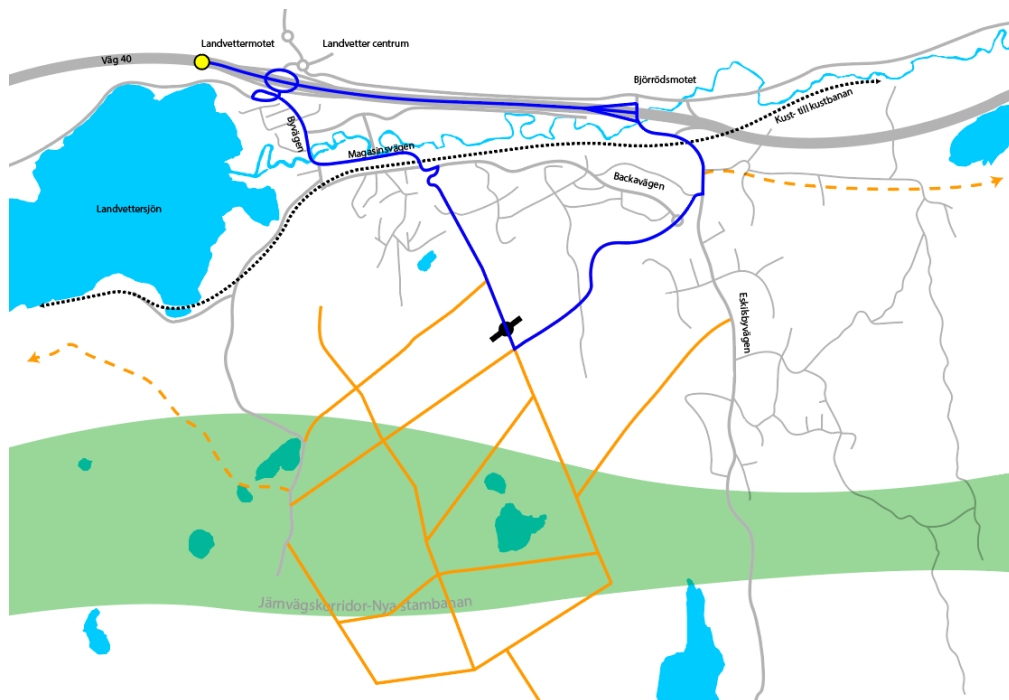 Landvettermotet
Landvetter centrum
Väg 40
Björrödsmotet
Kust- till kustbanan
Byvägen
Magasinsvägen
Backavägen
Landvettersjön
Eskilsbyvägen
Järnvägskorridor-Nya stambanan